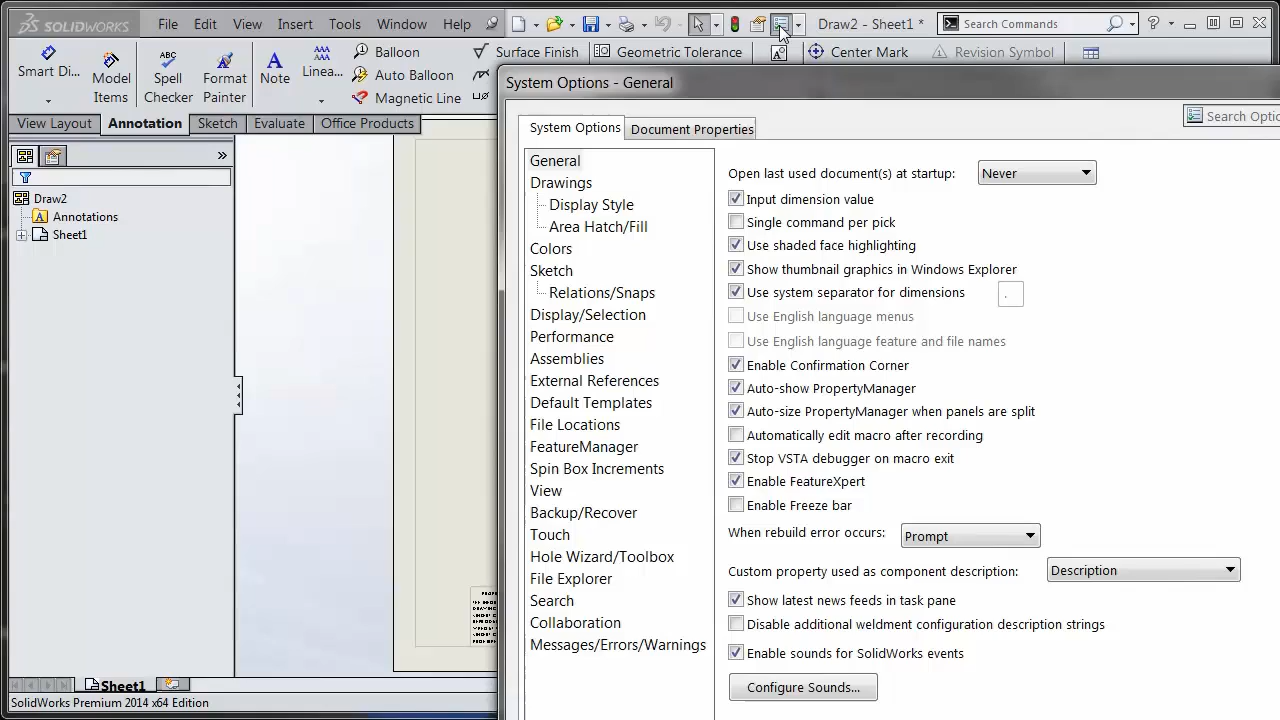 SOLIDWORKS File Edit View Insert Tools Window Help Draw2 - Sheet1 * Search Commands ?
Smart Di...
Model
Items
ABC
Spell
Checker
Format
Painter
A
Note
AAA
AAA
Linea...
Balloon
Auto Balloon
Magnetic Line
Surface Finish
Geometric Tolerance
Center Mark
Revision Symbol
View Layout Annotation Sketch Evaluate Office Products
Draw2
Annotations
Sheet1
System Options - General
System Options Document Properties
Search Optio
General
Drawings
Display Style
Area Hatch/Fill
Colors
Sketch
Relations/Snaps
Display/Selection
Performance
Assemblies
External References
Default Templates
File Locations
FeatureManager
Spin Box Increments
View
Backup/Recover
Touch
Hole Wizard/Toolbox
File Explorer
Search
Collaboration
Messages/Errors/Warnings
Open last used document(s) at startup: Never
Input dimension value
Single command per pick
Use shaded face highlighting
Show thumbnail graphics in Windows Explorer
Use system separator for dimensions .
Use English language menus
Use English language feature and file names
Enable Confirmation Corner
Auto-show PropertyManager
Auto-size PropertyManager when panels are split
Automatically edit macro after recording
Stop VSTA debugger on macro exit
Enable FeatureXpert
Enable Freeze bar
When rebuild error occurs: Prompt
Custom property used as component description: Description
Show latest news feeds in task pane
Disable additional weldment configuration description strings
Enable sounds for SolidWorks events
Configure Sounds...
Sheet1
SolidWorks Premium 2014 x64 Edition